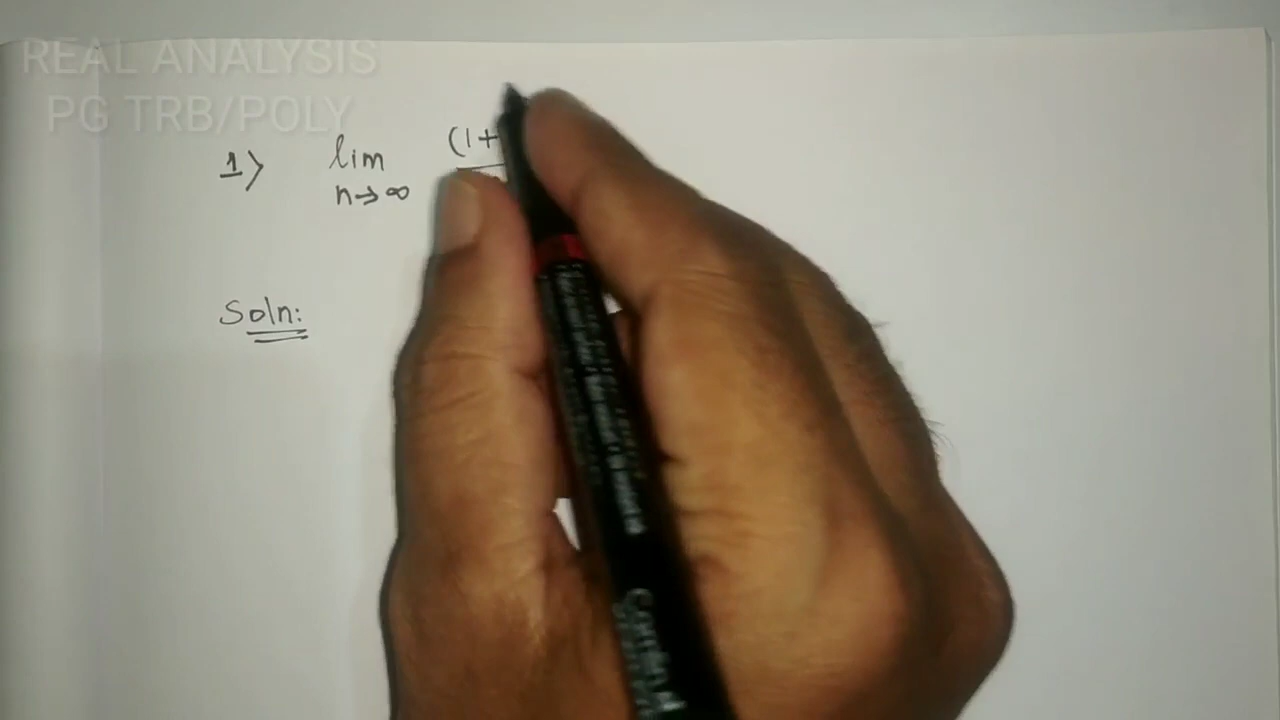 REAL ANALYSIS
PG TRB/POLY
1) lim (1+
n→∞
Soln: